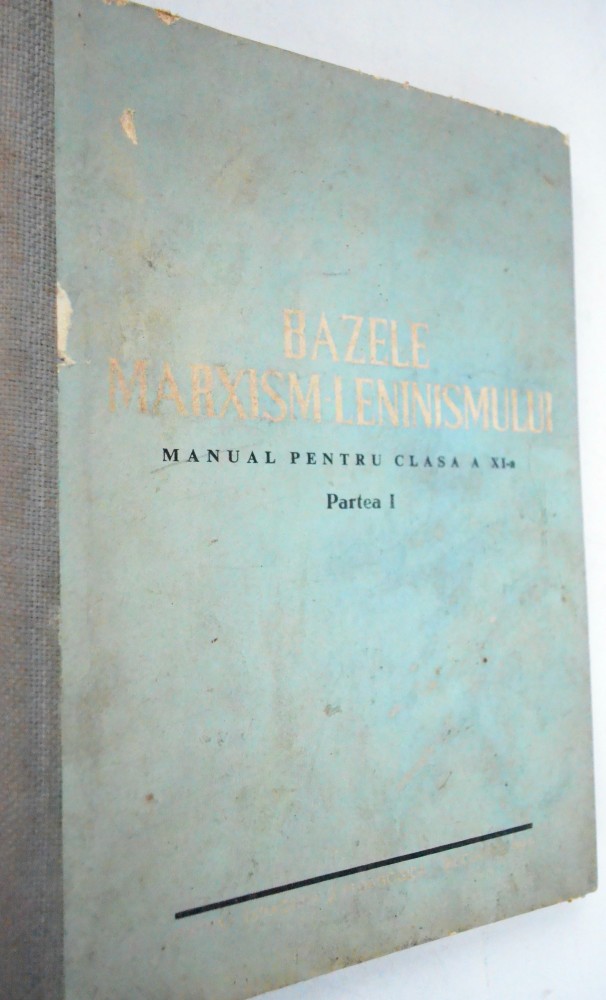 BAZELE
MARXISM-LENINISMULUI
MANUAL PENTRU CLASA A XI-a
Partea I